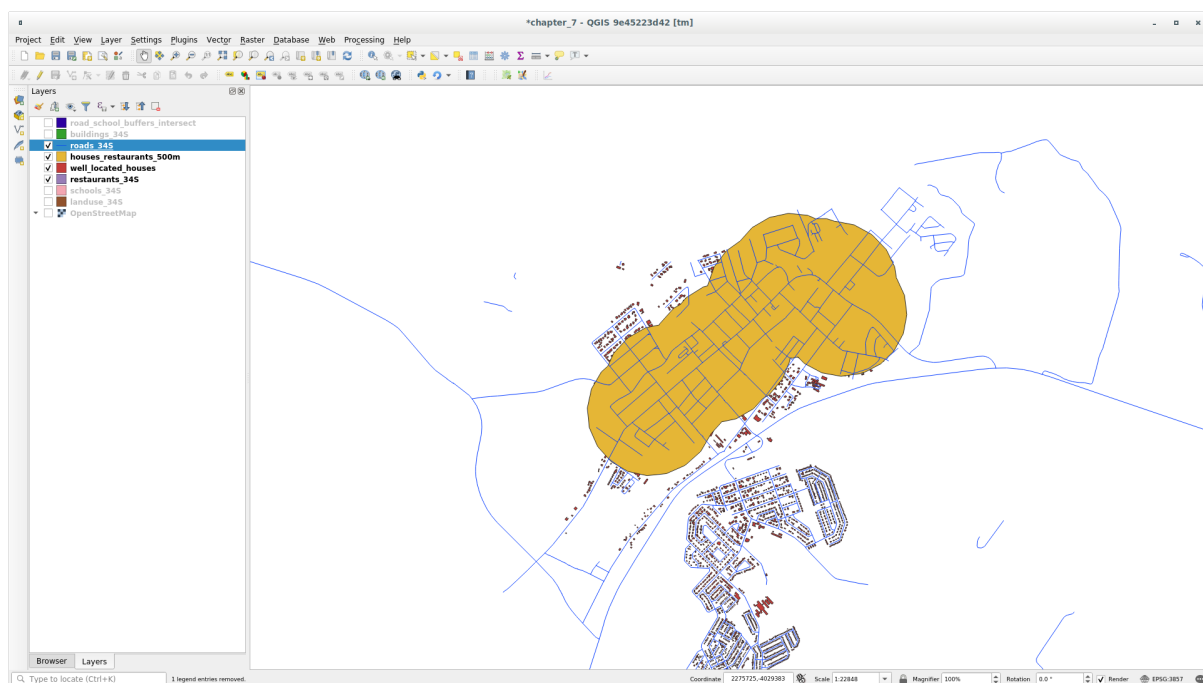 *chapter_7 - QGIS 9e45223d42 [tm]
Project Edit View Layer Settings Plugins Vector Raster Database Web Processing Help
Layers
road_school_buffers_intersect
buildings_34S
roads_34S
houses_restaurants_500m
well_located_houses
restaurants_34S
schools_34S
landuse_34S
OpenStreetMap
Browser Layers
Type to locate (Ctrl+K) 1 legend entries removed. Coordinate 2275725,-4029383 Scale 1:22848 Magnifier 100% Rotation 0.0 ° Render EPSG:3857